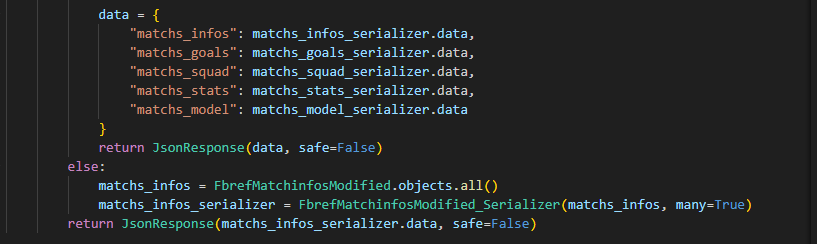 data = {
"matchs_infos": matchs_infos_serializer.data,
"matchs_goals": matchs_goals_serializer.data,
"matchs_squad": matchs_squad_serializer.data,
"matchs_stats": matchs_stats_serializer.data,
"matchs_model": matchs_model_serializer.data
}
return JsonResponse(data, safe=False)
else:
matchs_infos = FbrefMatchinfosModified.objects.all()
matchs_infos_serializer = FbrefMatchinfosModified_Serializer(matchs_infos, many=True)
return JsonResponse(matchs_infos_serializer.data, safe=False)